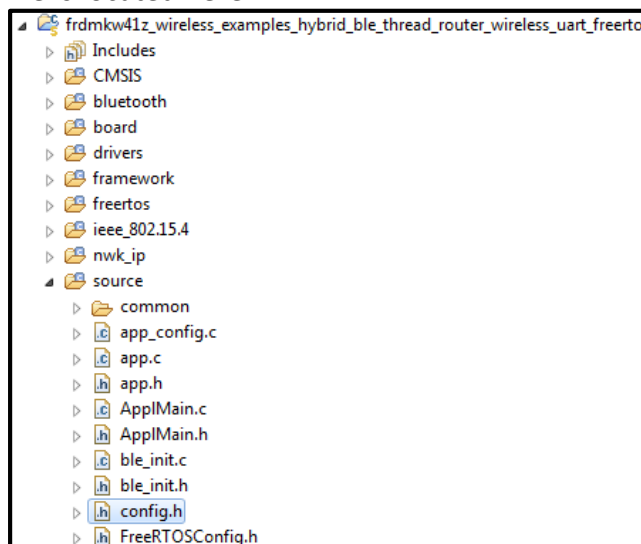 frdmkw41z_wireless_examples_hybrid_ble_thread_router_wireless_uart_freerto
Includes
CMSIS
bluetooth
board
drivers
framework
freertos
ieee_802.15.4
nwk_ip
source
common
app_config.c
app.c
app.h
ApplMain.c
ApplMain.h
ble_init.c
ble_init.h
config.h
FreeRTOSConfig.h